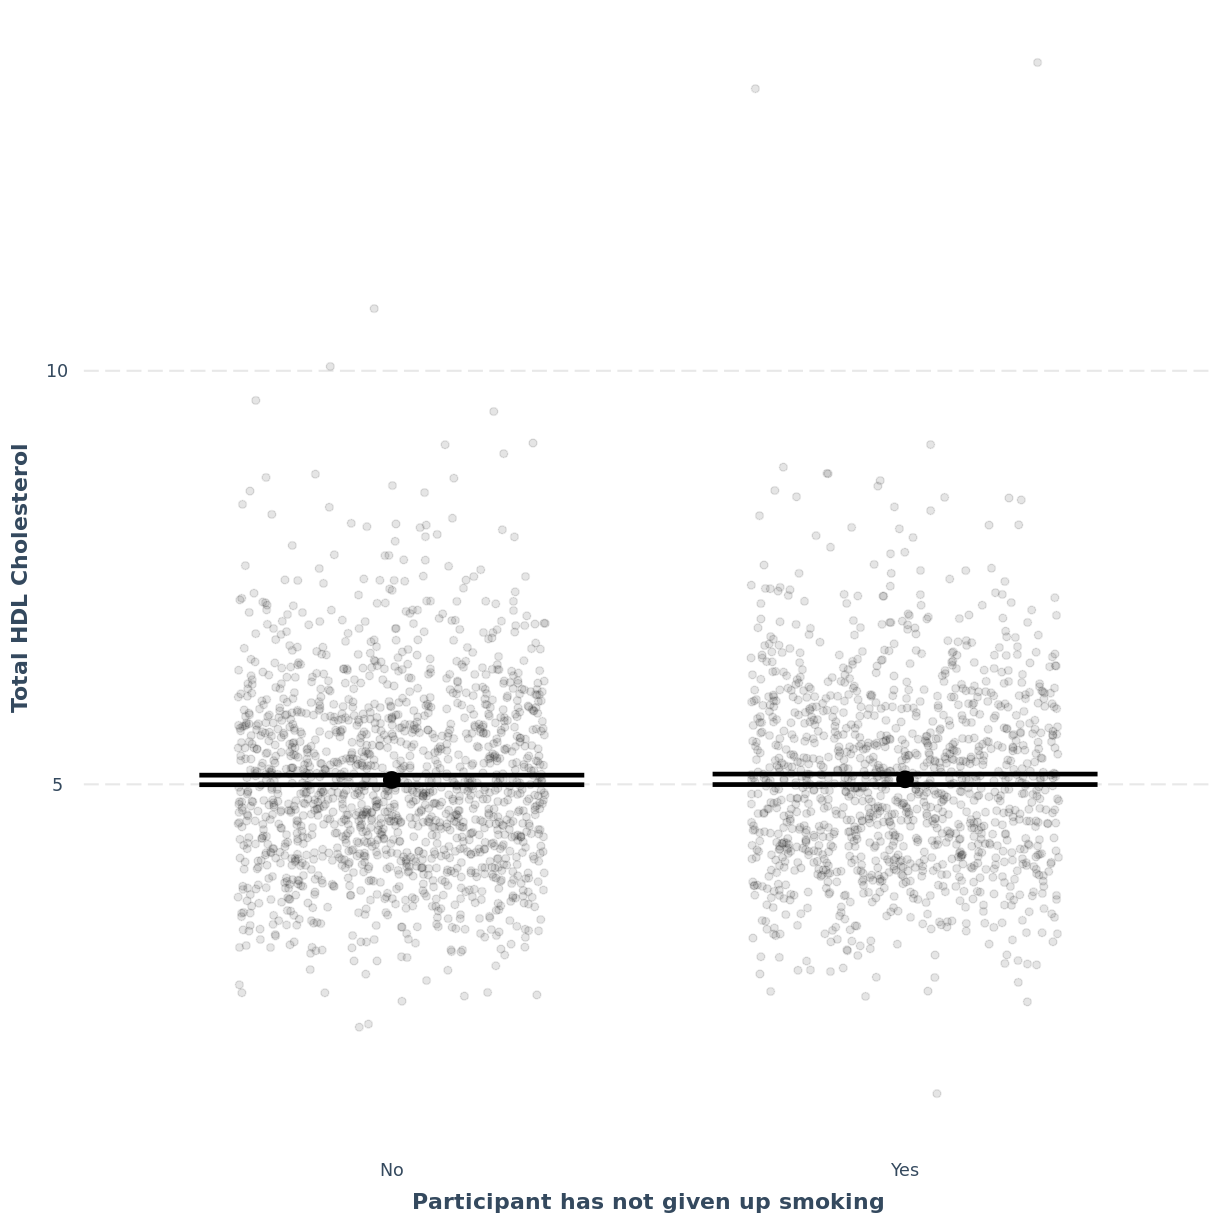 10
5
Total HDL Cholesterol
No
Yes
Participant has not given up smoking